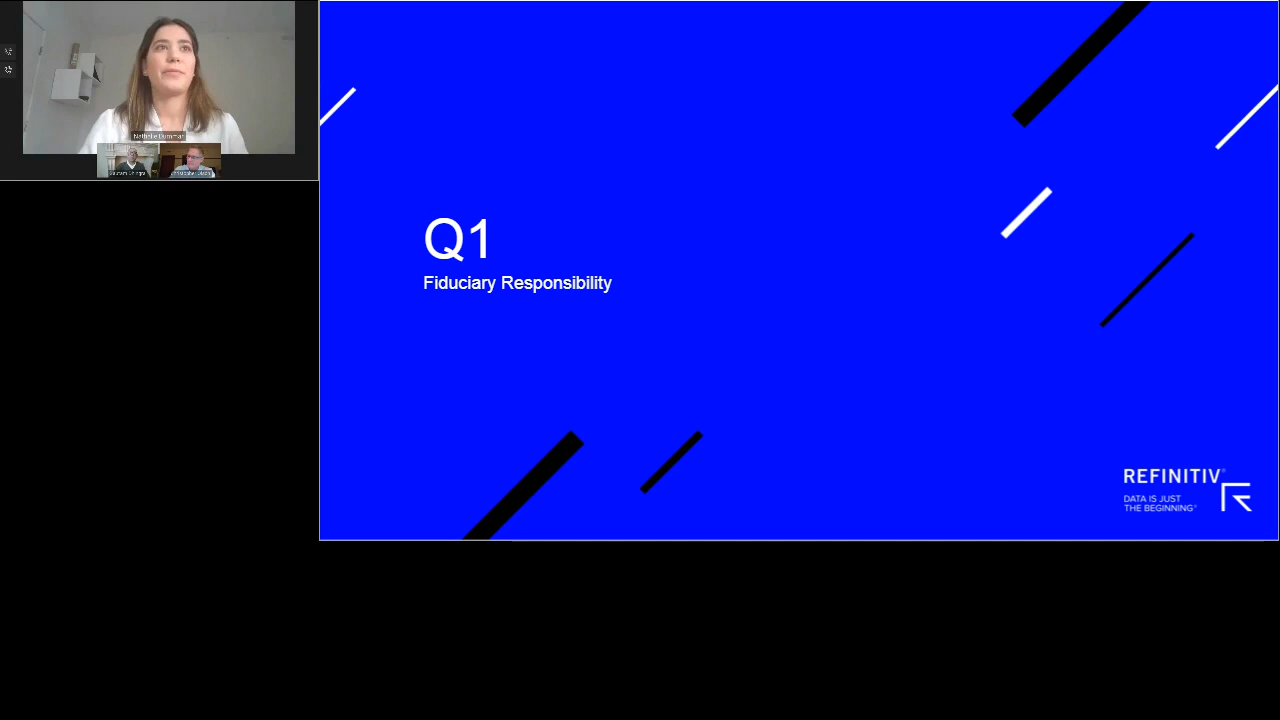 Q1
Fiduciary Responsibility
REFINITIV®
DATA IS JUST
THE BEGINNING®